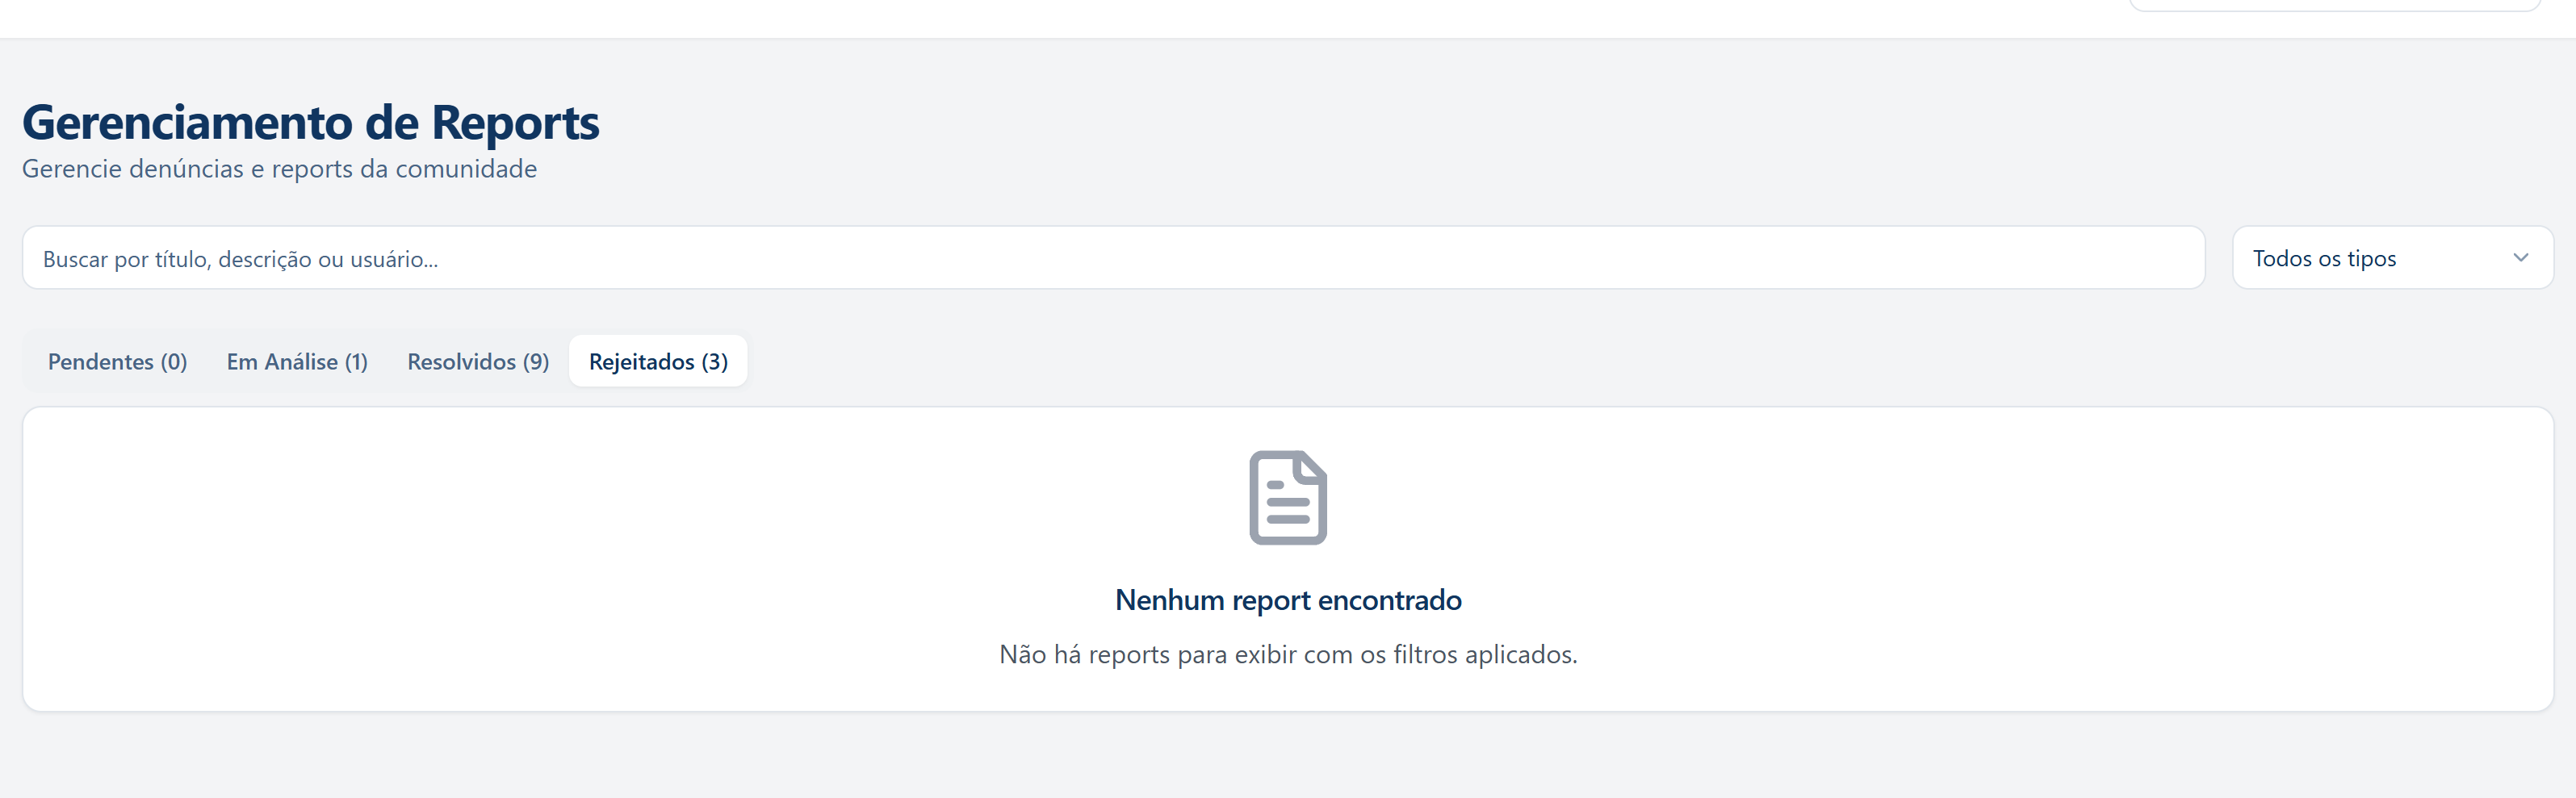 Gerenciamento de Reports
Gerencie denúncias e reports da comunidade
Buscar por título, descrição ou usuário...
Todos os tipos
Pendentes (0)
Em Análise (1)
Resolvidos (9)
Rejeitados (3)
Nenhum report encontrado
Não há reports para exibir com os filtros aplicados.